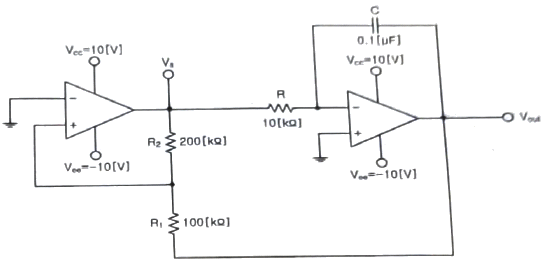 C
0.1[μF]
Vcc=10[V]
Vs
R
Vcc=10[V]
10[kΩ]
Vout
R2 200[kΩ]
Vee=-10[V]
Vee=-10[V]
R1 100[kΩ]